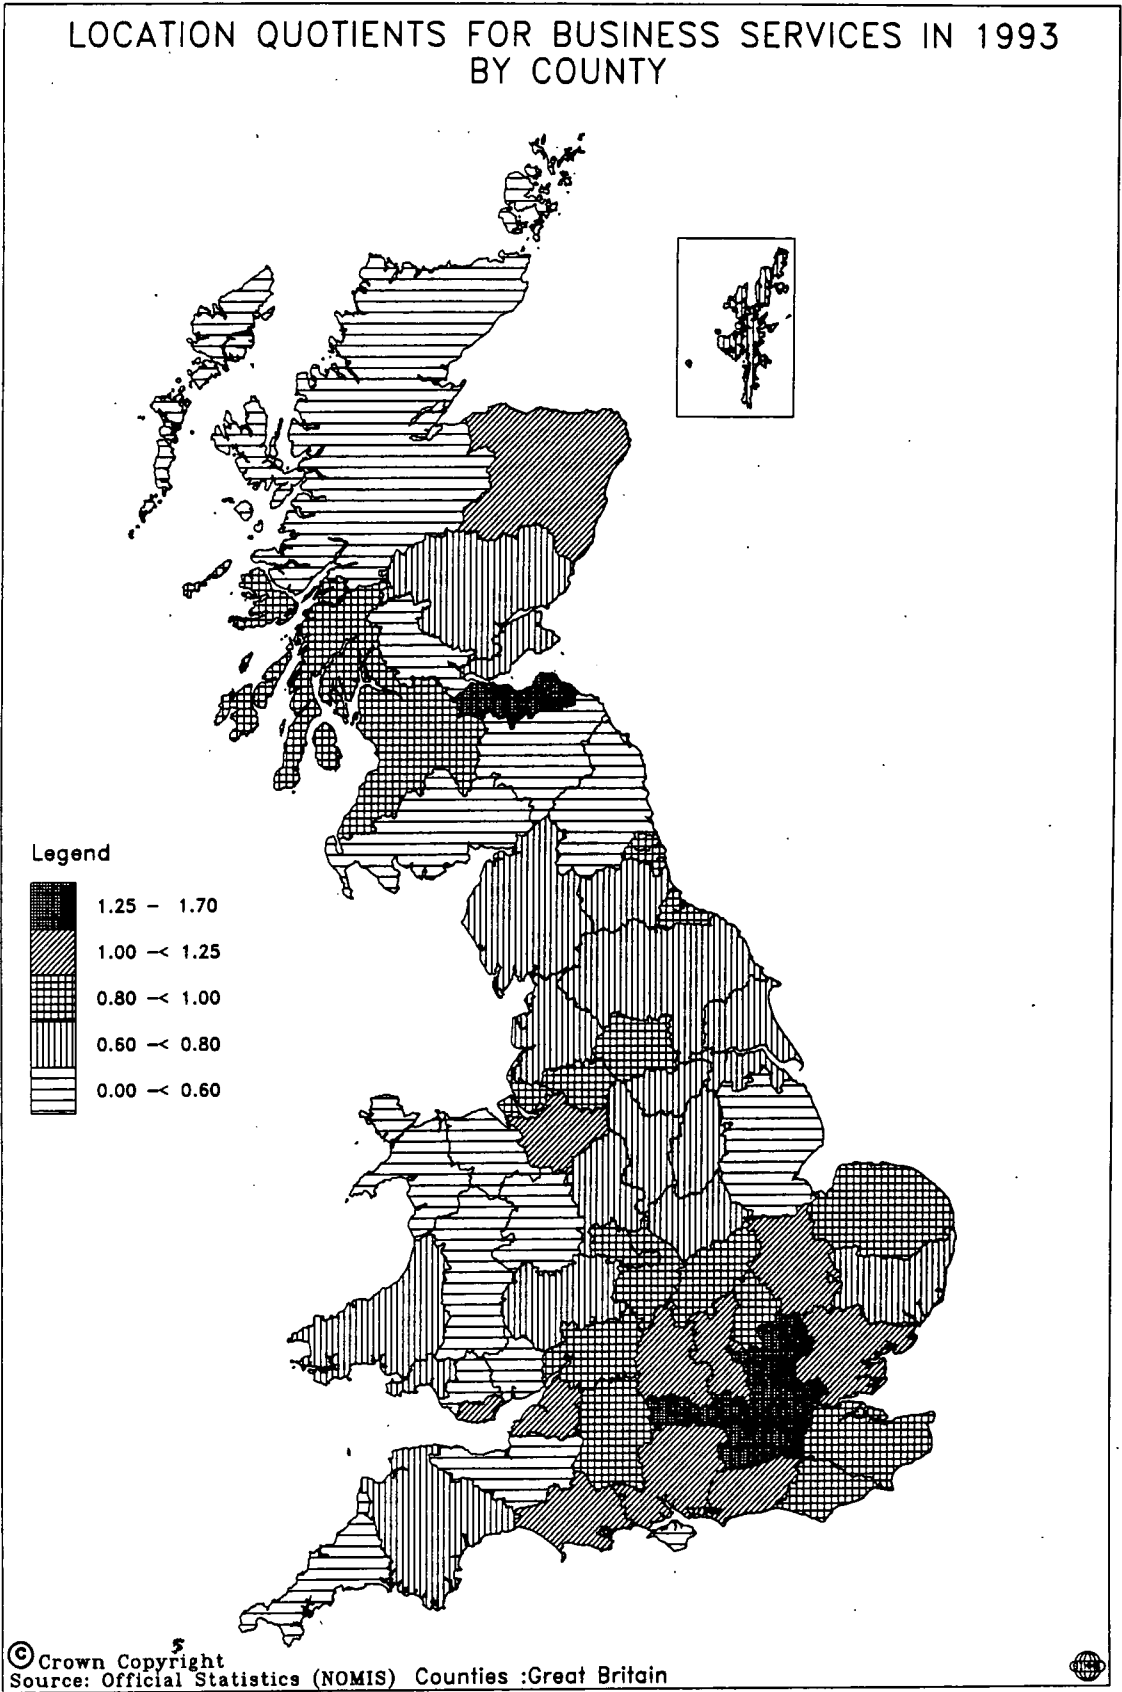 LOCATION QUOTIENTS FOR BUSINESS SERVICES IN 1993
BY COUNTY
Legend
1.25 - 1.70
1.00 -< 1.25
0.80 -< 1.00
0.60 -< 0.80
0.00 -< 0.60
© Crown Copyright
Source: Official Statistics (NOMIS) Counties :Great Britain